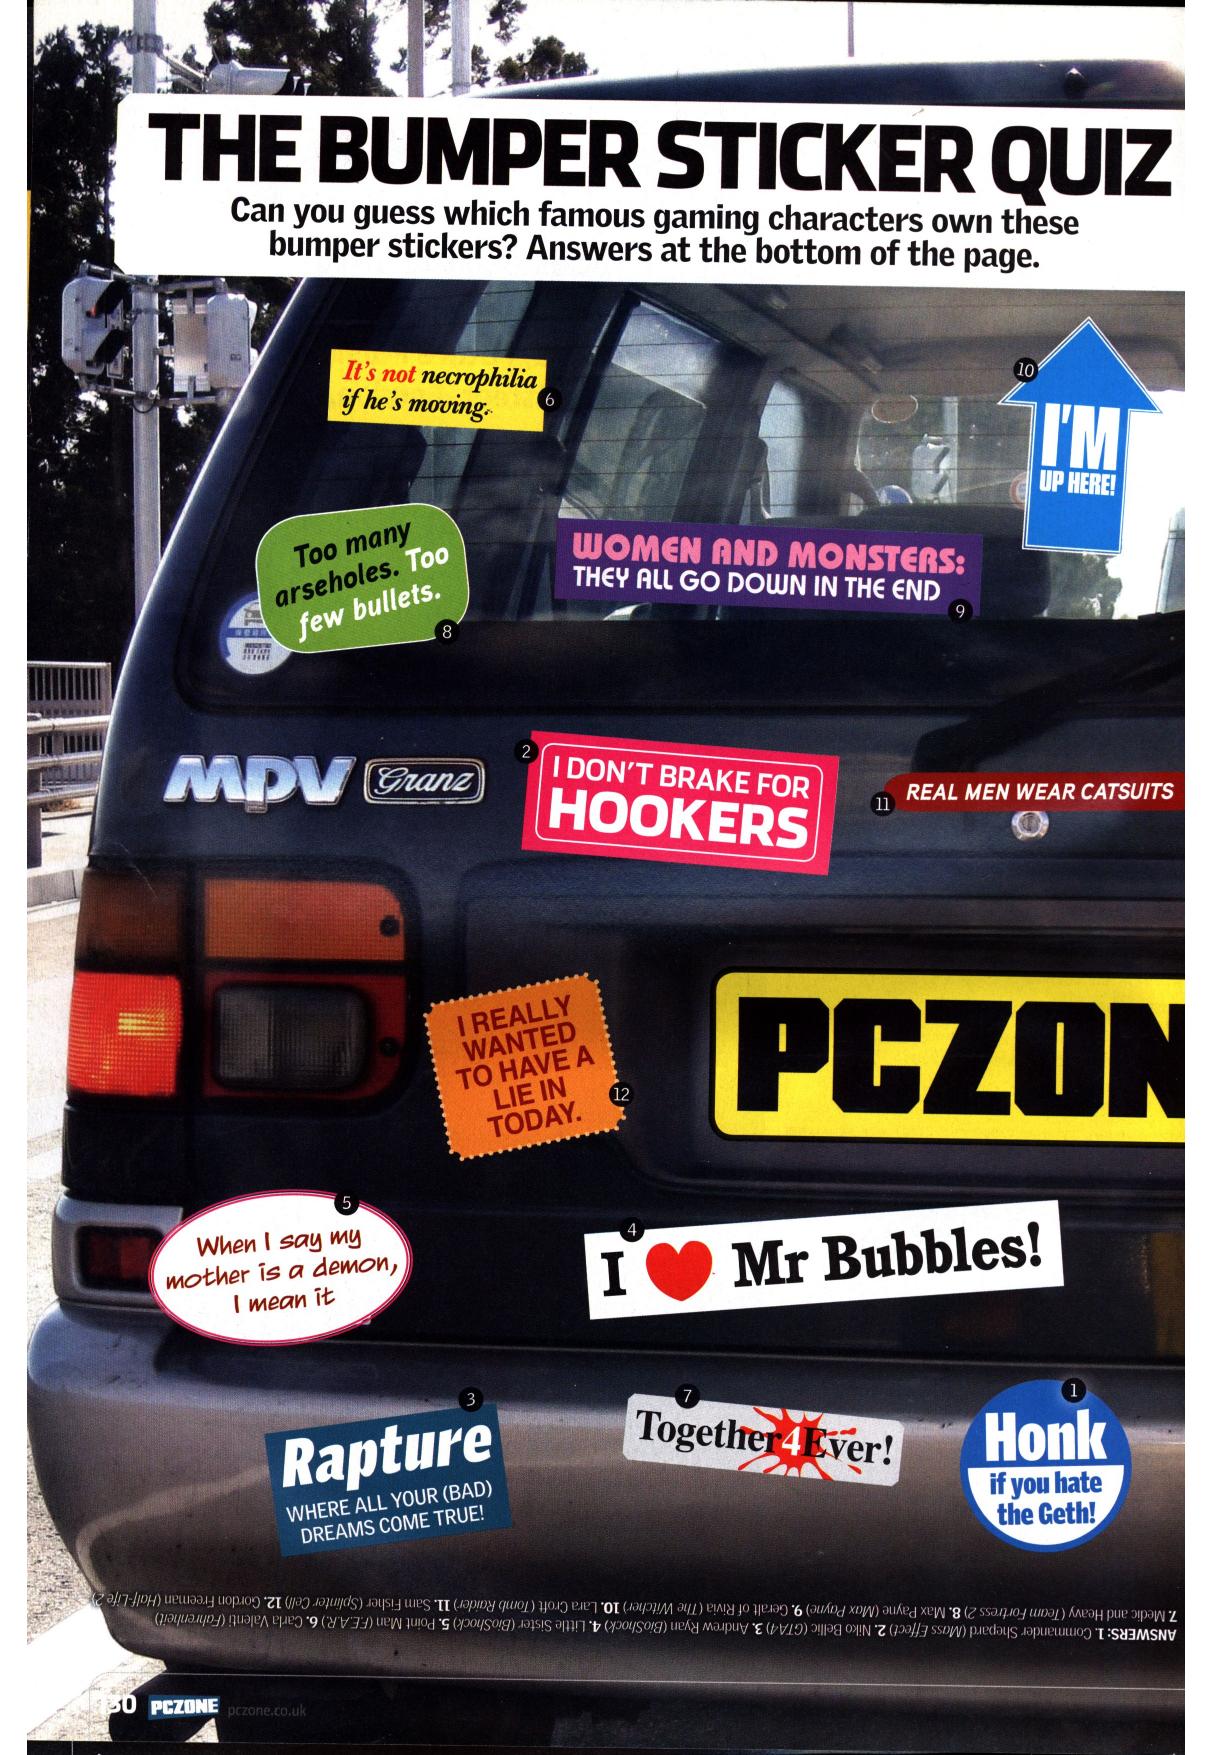 THE BUMPER STICKER QUIZ
Can you guess which famous gaming characters own these
bumper stickers? Answers at the bottom of the page.
It's not necrophilia
if he's moving.
6
10
I'M
UP HERE!
Too many
arseholes. Too
few bullets.
8
WOMEN AND MONSTERS:
THEY ALL GO DOWN IN THE END
9
MPV Granz
2
I DON'T BRAKE FOR
HOOKERS
11
REAL MEN WEAR CATSUITS
I REALLY
WANTED
TO HAVE A
LIE IN
TODAY.
12
PCZON
5
When I say my
mother is a demon,
I mean it
4
I ❤ Mr Bubbles!
3
Rapture
WHERE ALL YOUR (BAD)
DREAMS COME TRUE!
7
Together4Ever!
1
Honk
if you hate
the Geth!
ANSWERS: 1. Commander Shepard (Mass Effect) 2. Niko Bellic (GTA4) 3. Andrew Ryan (BioShock) 4. Little Sister (BioShock) 5. Point Man (F.E.A.R.) 6. Carla Valenti (Fahrenheit)
7 Medic and Heavy (Team Fortress 2) 8. Max Payne (Max Payne) 9. Geralt of Rivia (The Witcher) 10. Lara Croft (Tomb Raider) 11. Sam Fisher (Splinter Cell) 12. Gordon Freeman (Half-Life 2)
130 PCZONE pczone.co.uk